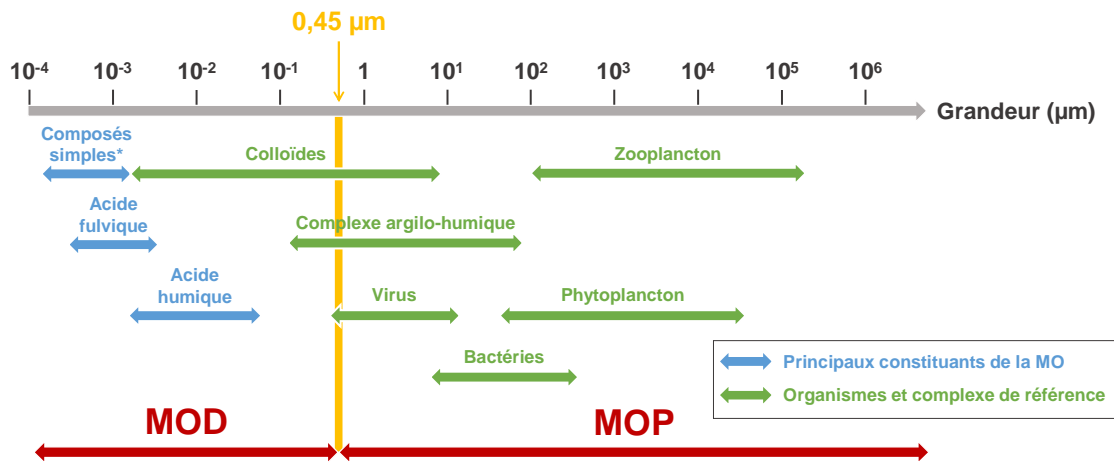 0,45 µm
10-4 10-3 10-2 10-1 1 10¹ 10² 10³ 10⁴ 10⁵ 10⁶
Grandeur (µm)
Composés
simples*
Colloïdes
Zooplancton
Acide
fulvique
Complexe argilo-humique
Acide
humique
Virus
Phytoplancton
Bactéries
Principaux constituants de la MO
Organismes et complexe de référence
MOD
MOP